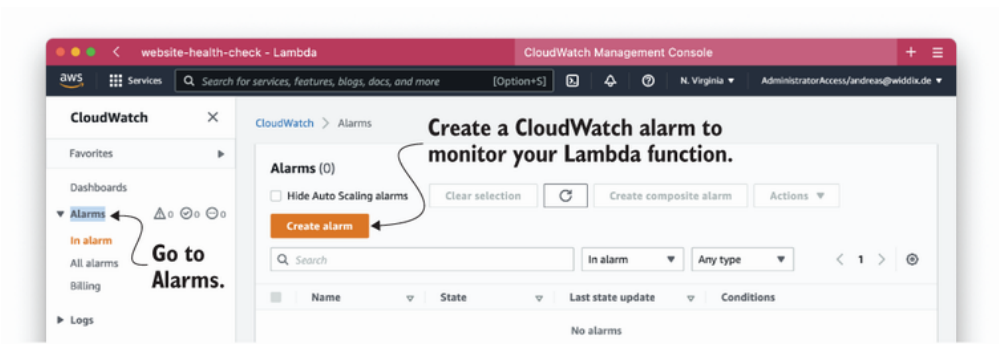 website-health-check - Lambda
CloudWatch Management Console
aws Services Search for services, features, blogs, docs, and more [Option+S] N. Virginia AdministratorAccess/andreas@widdix.de
CloudWatch
CloudWatch > Alarms
Create a CloudWatch alarm to
monitor your Lambda function.
Favorites
Alarms (0)
Dashboards
Hide Auto Scaling alarms Clear selection Create composite alarm Actions
Alarms 0 0 0
Create alarm
In alarm
Go to
Alarms.
All alarms
Search In alarm Any type < 1 >
Billing
Name State Last state update Conditions
Logs
No alarms